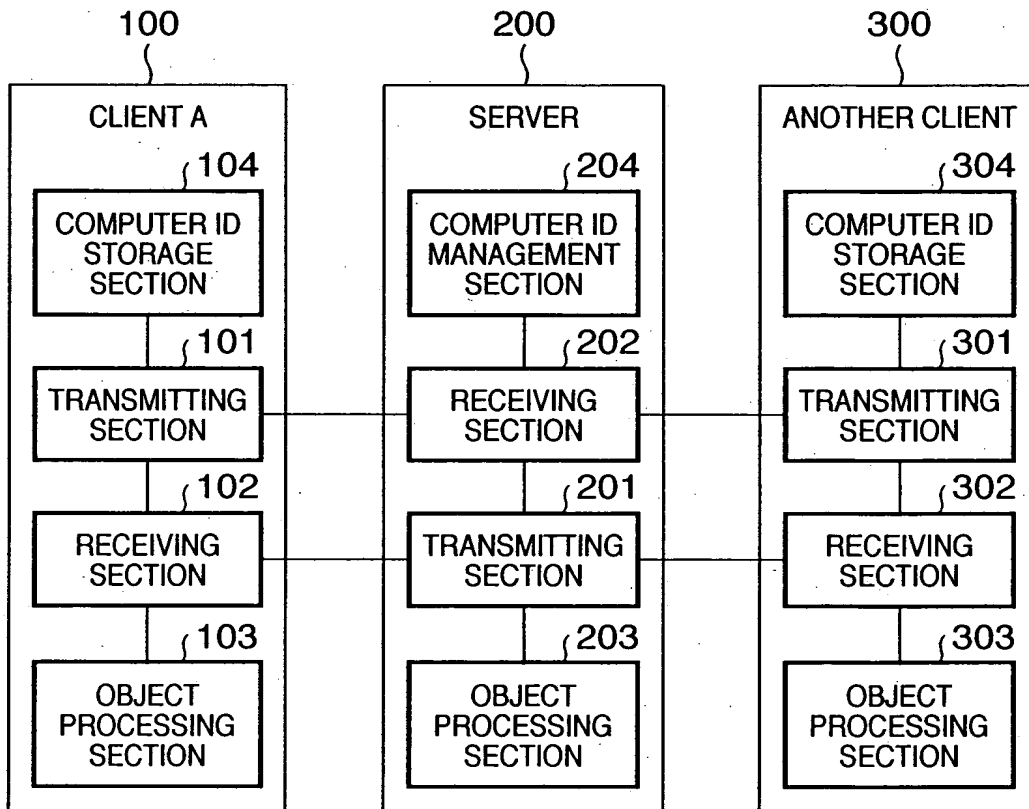 100
200
300
CLIENT A
SERVER
ANOTHER CLIENT
104
204
304
COMPUTER ID
STORAGE
SECTION
COMPUTER ID
MANAGEMENT
SECTION
COMPUTER ID
STORAGE
SECTION
101
202
301
TRANSMITTING
SECTION
RECEIVING
SECTION
TRANSMITTING
SECTION
102
201
302
RECEIVING
SECTION
TRANSMITTING
SECTION
RECEIVING
SECTION
103
203
303
OBJECT
PROCESSING
SECTION
OBJECT
PROCESSING
SECTION
OBJECT
PROCESSING
SECTION